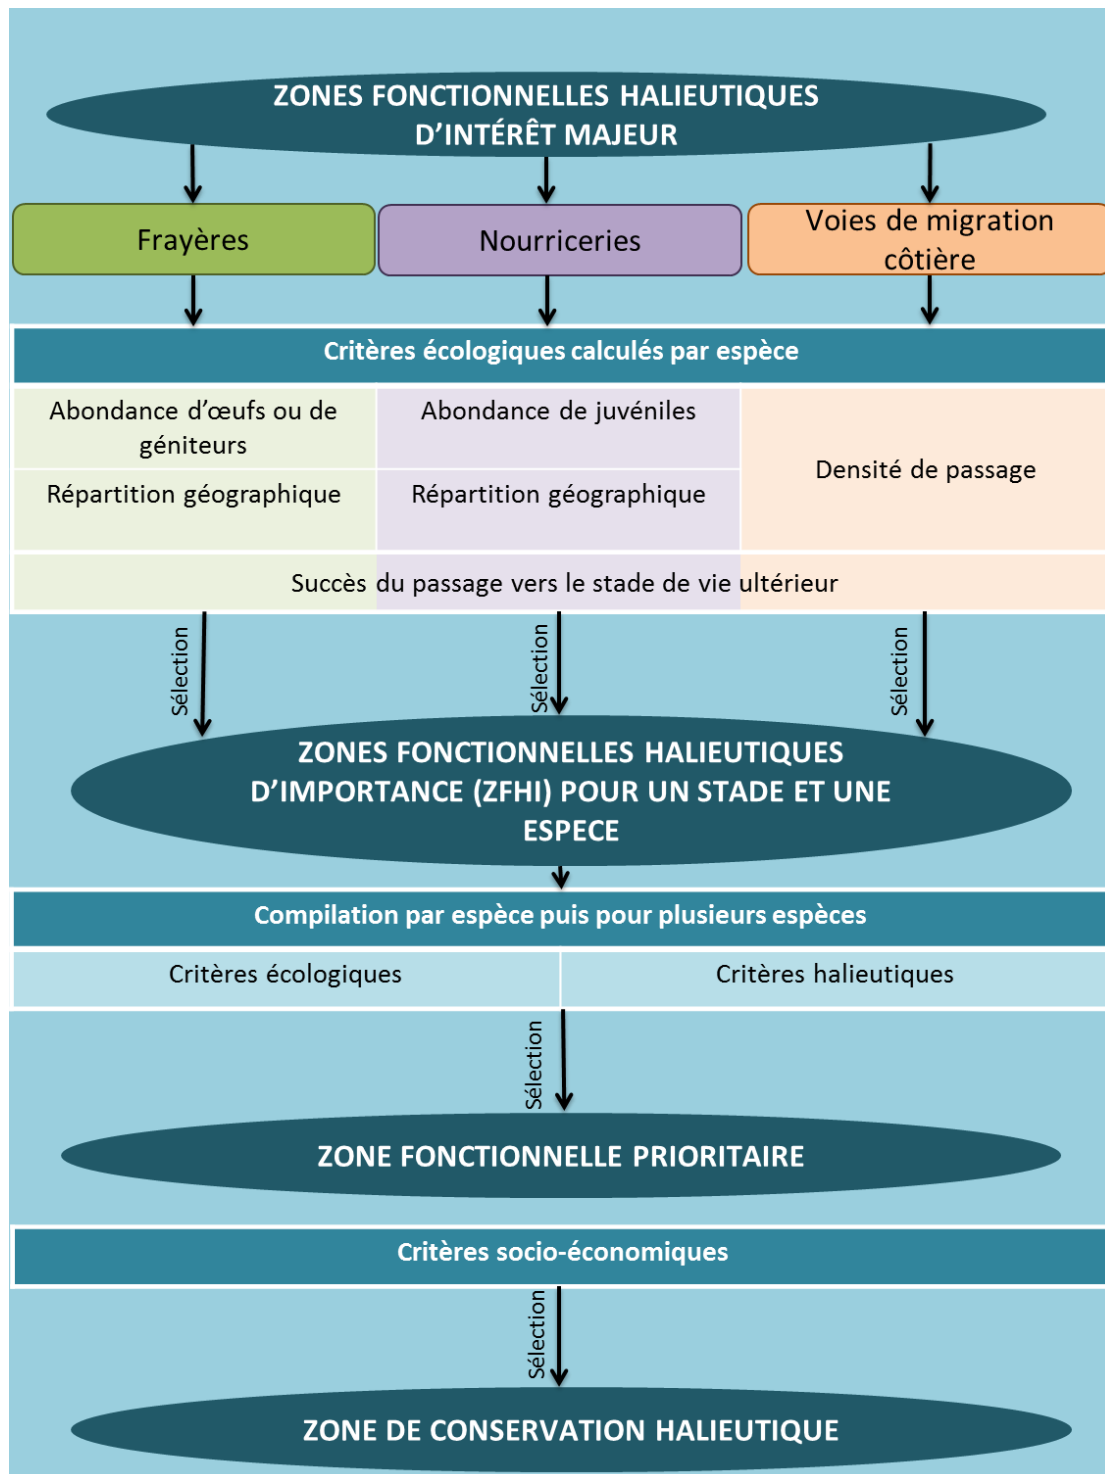 ZONES FONCTIONNELLES HALIEUTIQUES
D'INTÉRÊT MAJEUR
Frayères
Nourriceries
Voies de migration
côtière
Critères écologiques calculés par espèce
Abondance d'œufs ou de
géniteurs
Abondance de juvéniles
Densité de passage
Répartition géographique
Répartition géographique
Succès du passage vers le stade de vie ultérieur
Sélection
Sélection
Sélection
ZONES FONCTIONNELLES HALIEUTIQUES
D'IMPORTANCE (ZFHI) POUR UN STADE ET UNE
ESPECE
Compilation par espèce puis pour plusieurs espèces
Critères écologiques
Critères halieutiques
Sélection
ZONE FONCTIONNELLE PRIORITAIRE
Critères socio-économiques
Sélection
ZONE DE CONSERVATION HALIEUTIQUE